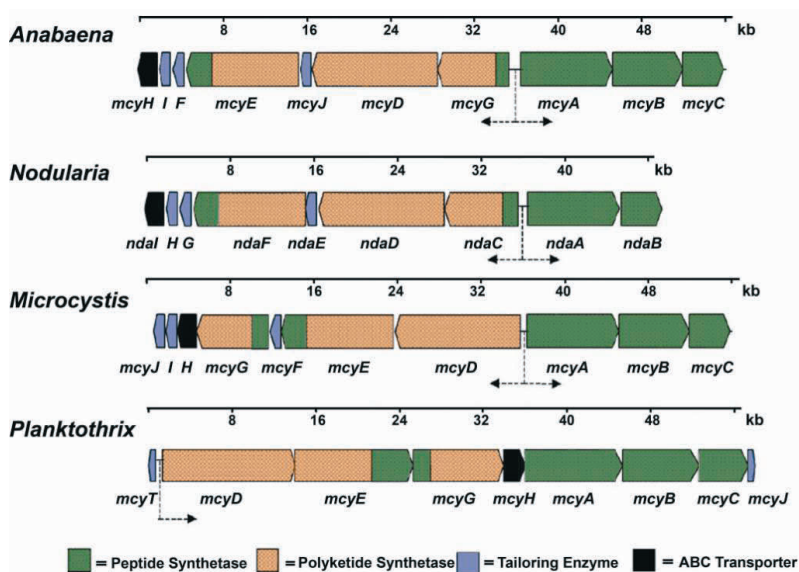 Anabaena
8 16 24 32 40 48 kb
mcyH I F mcyE mcyJ mcyD mcyG mcyA mcyB mcyC
Nodularia
8 16 24 32 40 kb
ndaI H G ndaF ndaE ndaD ndaC ndaA ndaB
Microcystis
8 16 24 32 40 48 kb
mcyJ I H mcyG mcyF mcyE mcyD mcyA mcyB mcyC
Planktothrix
8 16 24 32 40 48 kb
mcyT mcyD mcyE mcyG mcyH mcyA mcyB mcyC mcyJ
= Peptide Synthetase = Polyketide Synthetase = Tailoring Enzyme = ABC Transporter